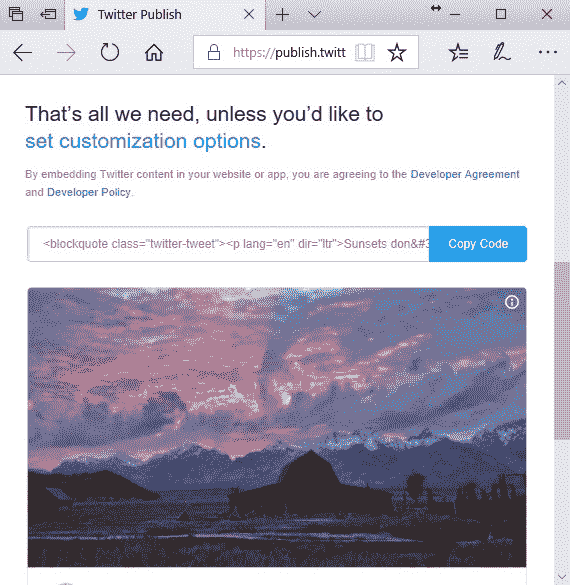 Twitter Publish
https://publish.twitt
That's all we need, unless you'd like to
set customization options.
By embedding Twitter content in your website or app, you are agreeing to the Developer Agreement
and Developer Policy.
<blockquote class="twitter-tweet"><p lang="en" dir="ltr">Sunsets don&#3
Copy Code